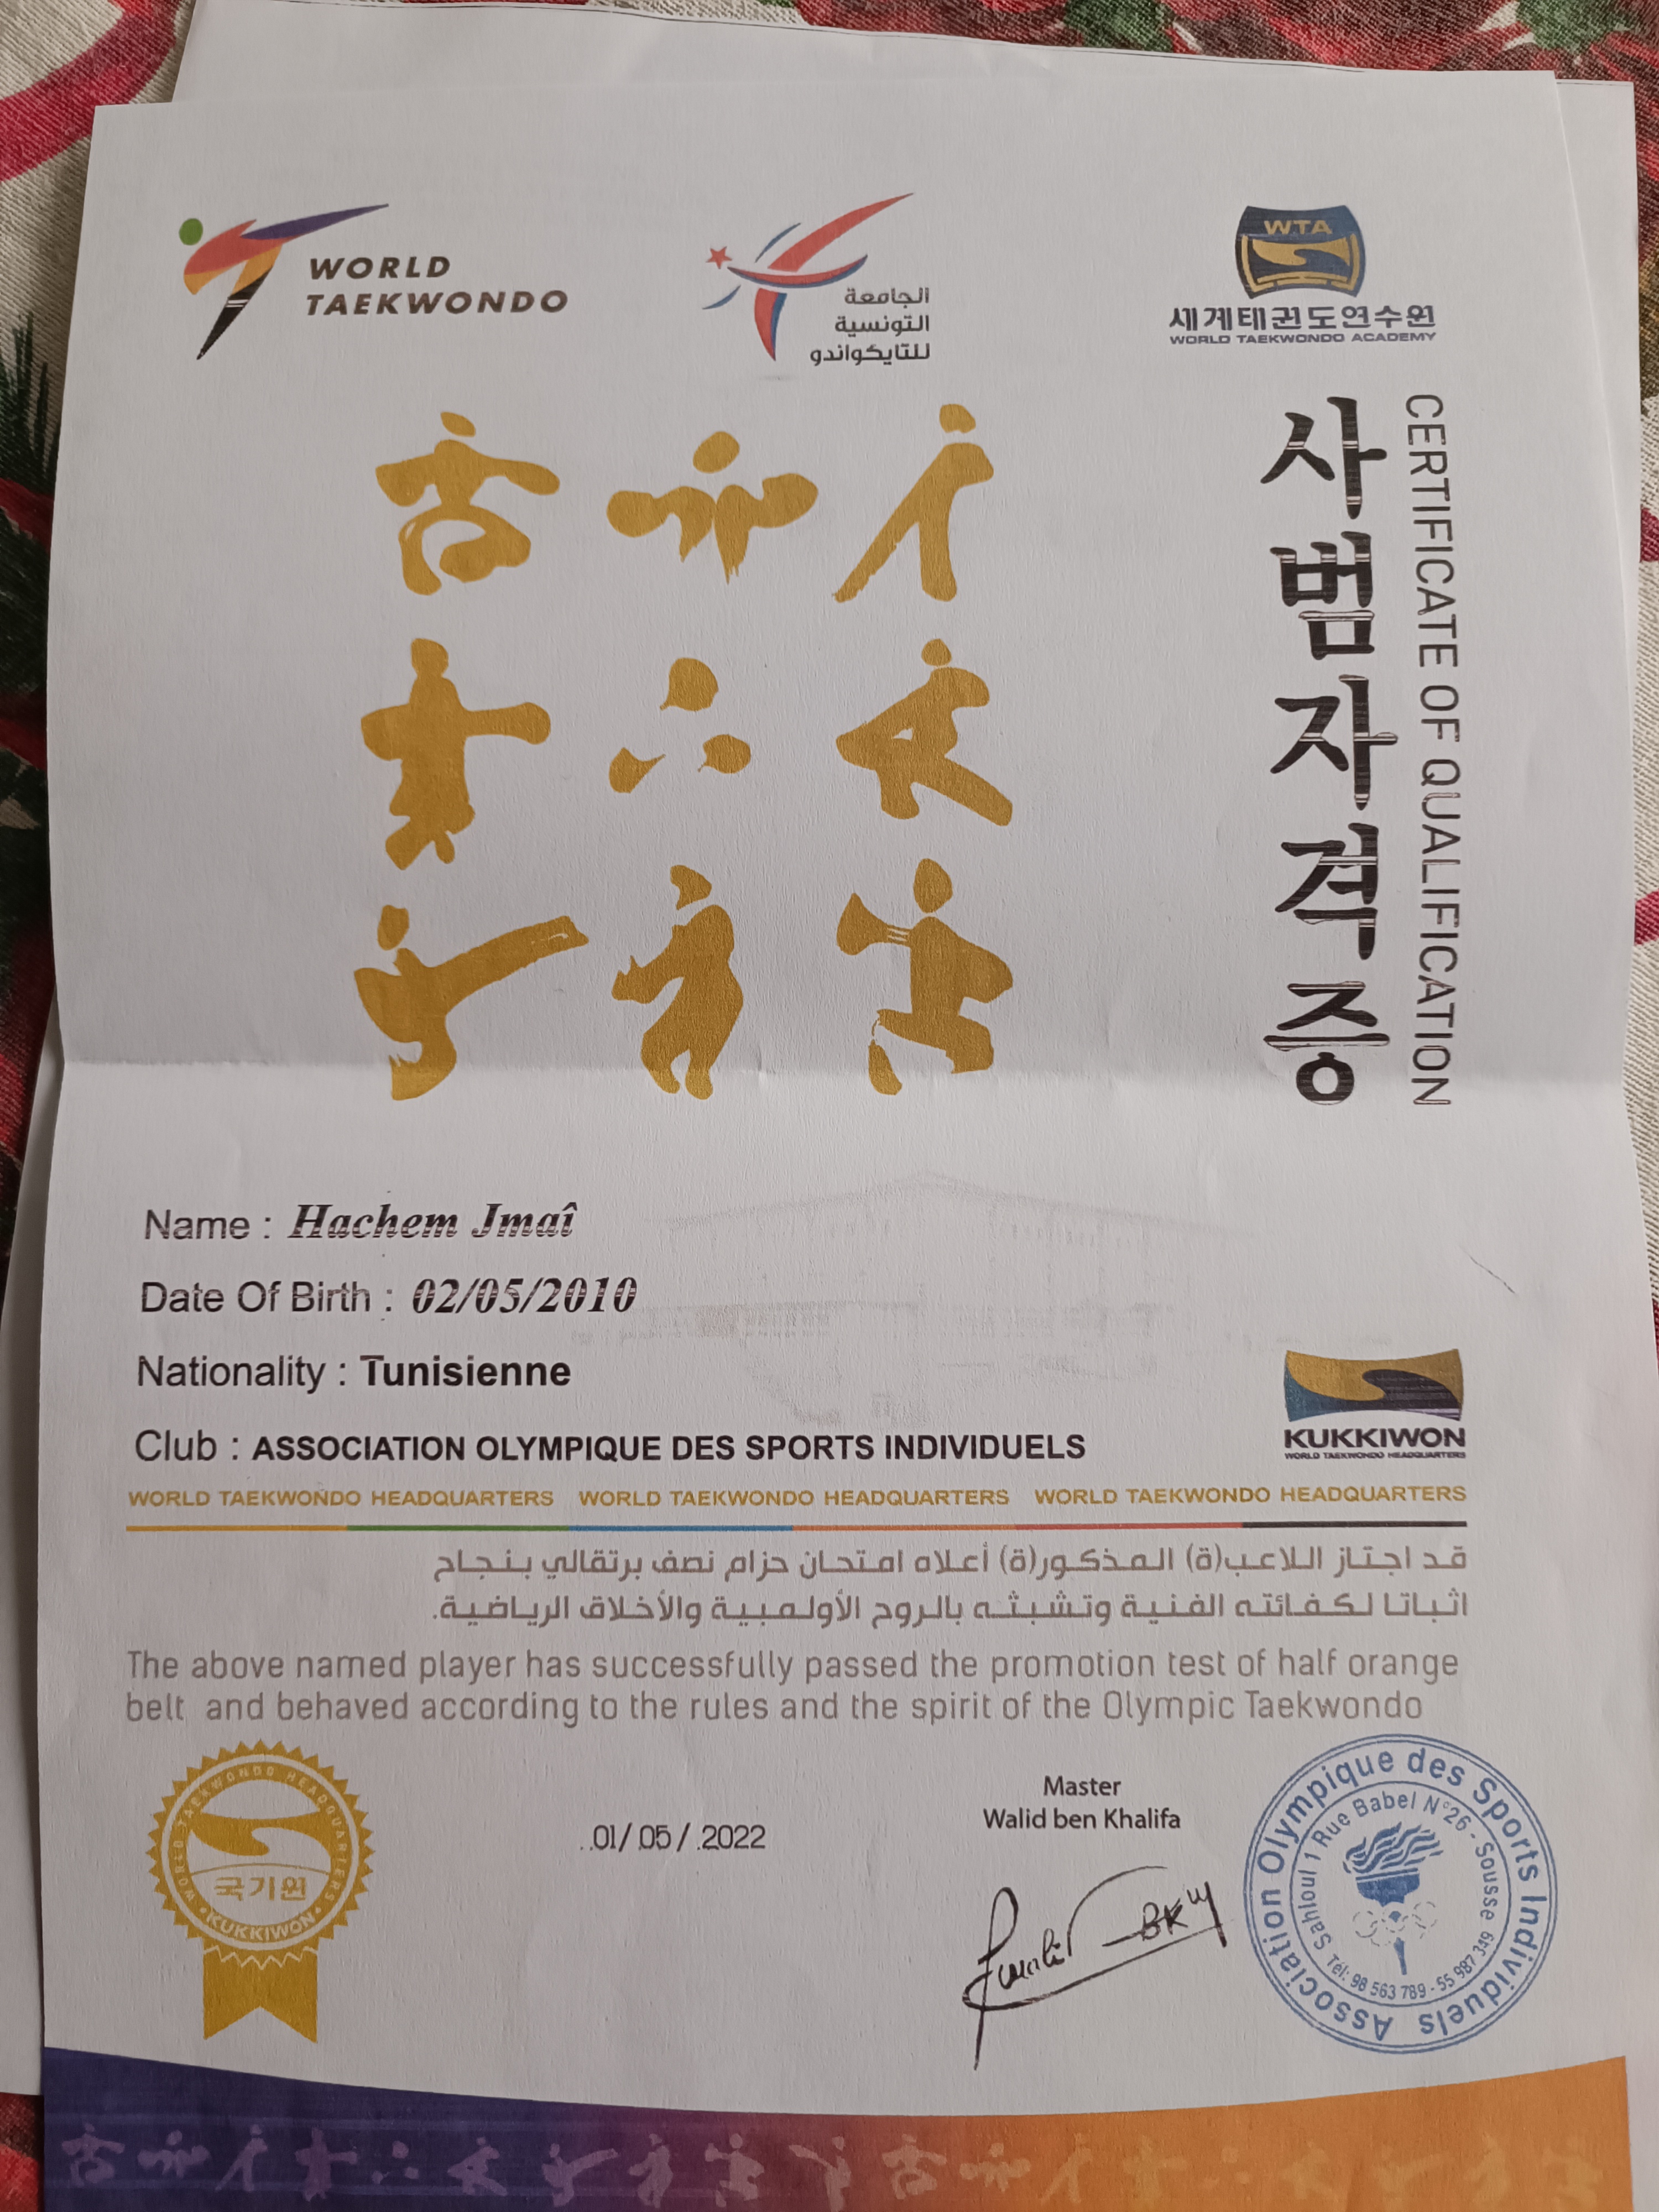 WORLD
TAEKWONDO
الجامعة
التونسية
للتايكواندو
WTA
세계태권도연수원
WORLD TAEKWONDO ACADEMY
사범자격증
CERTIFICATE OF QUALIFICATION
Name : Hachem Jmaî
Date Of Birth : 02/05/2010
Nationality : Tunisienne
Club : ASSOCIATION OLYMPIQUE DES SPORTS INDIVIDUELS
KUKKIWON
WORLD TAEKWONDO HEADQUARTERS
WORLD TAEKWONDO HEADQUARTERS WORLD TAEKWONDO HEADQUARTERS WORLD TAEKWONDO HEADQUARTERS
قد اجتاز اللاعب(ة) المذكور(ة) أعلاه امتحان حزام نصف برتقالي بنجاح
اثباتا لكفائته الفنية وتشبثه بالروح الأولمبية والأخلاق الرياضية.
The above named player has successfully passed the promotion test of half orange
belt and behaved according to the rules and the spirit of the Olympic Taekwondo
WORLD TAEKWONDO HEADQUARTERS
국기원
KUKKIWON
..01/ 05 / .2022
Master
Walid ben Khalifa
Association Olympique des Sports Individuels
Sahloul 1 Rue Babel N°26 - Sousse
Tél: 98 563 789 - 55 987 349